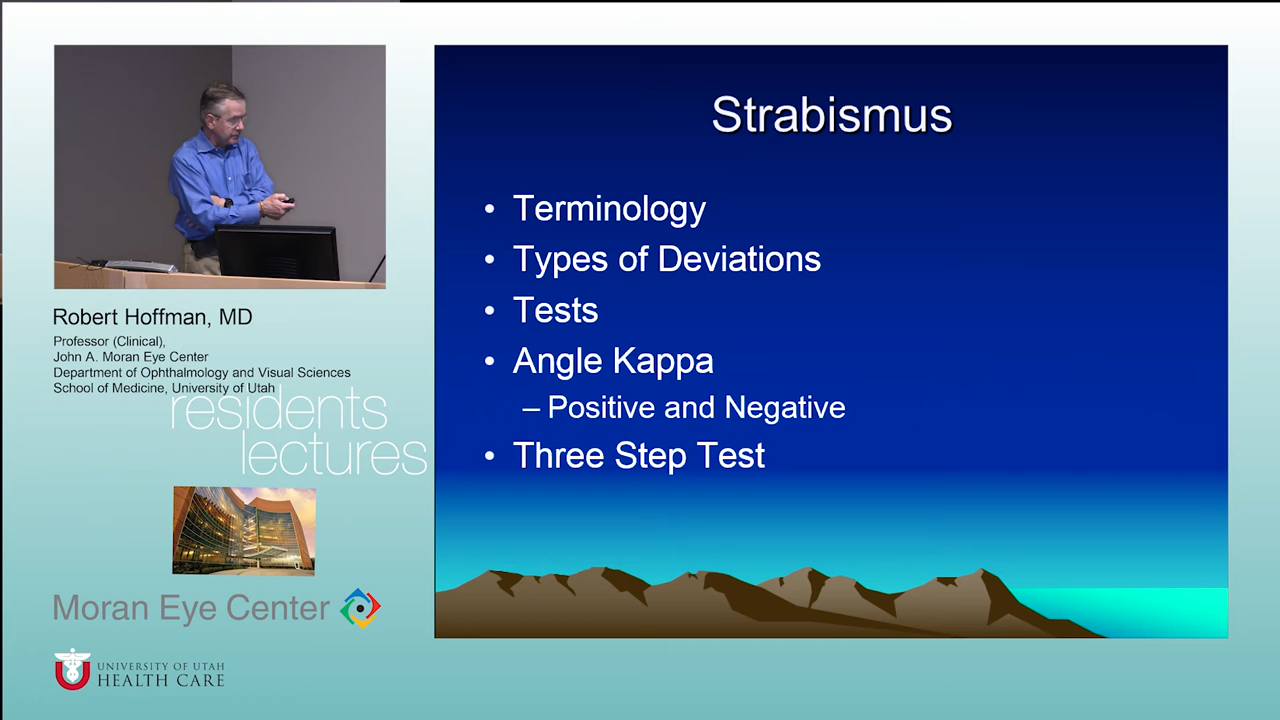 Strabismus
• Terminology
• Types of Deviations
• Tests
• Angle Kappa
– Positive and Negative
• Three Step Test
Robert Hoffman, MD
Professor (Clinical),
John A. Moran Eye Center
Department of Ophthalmology and Visual Sciences
School of Medicine, University of Utah
residents
lectures
Moran Eye Center
UNIVERSITY OF UTAH
HEALTH CARE